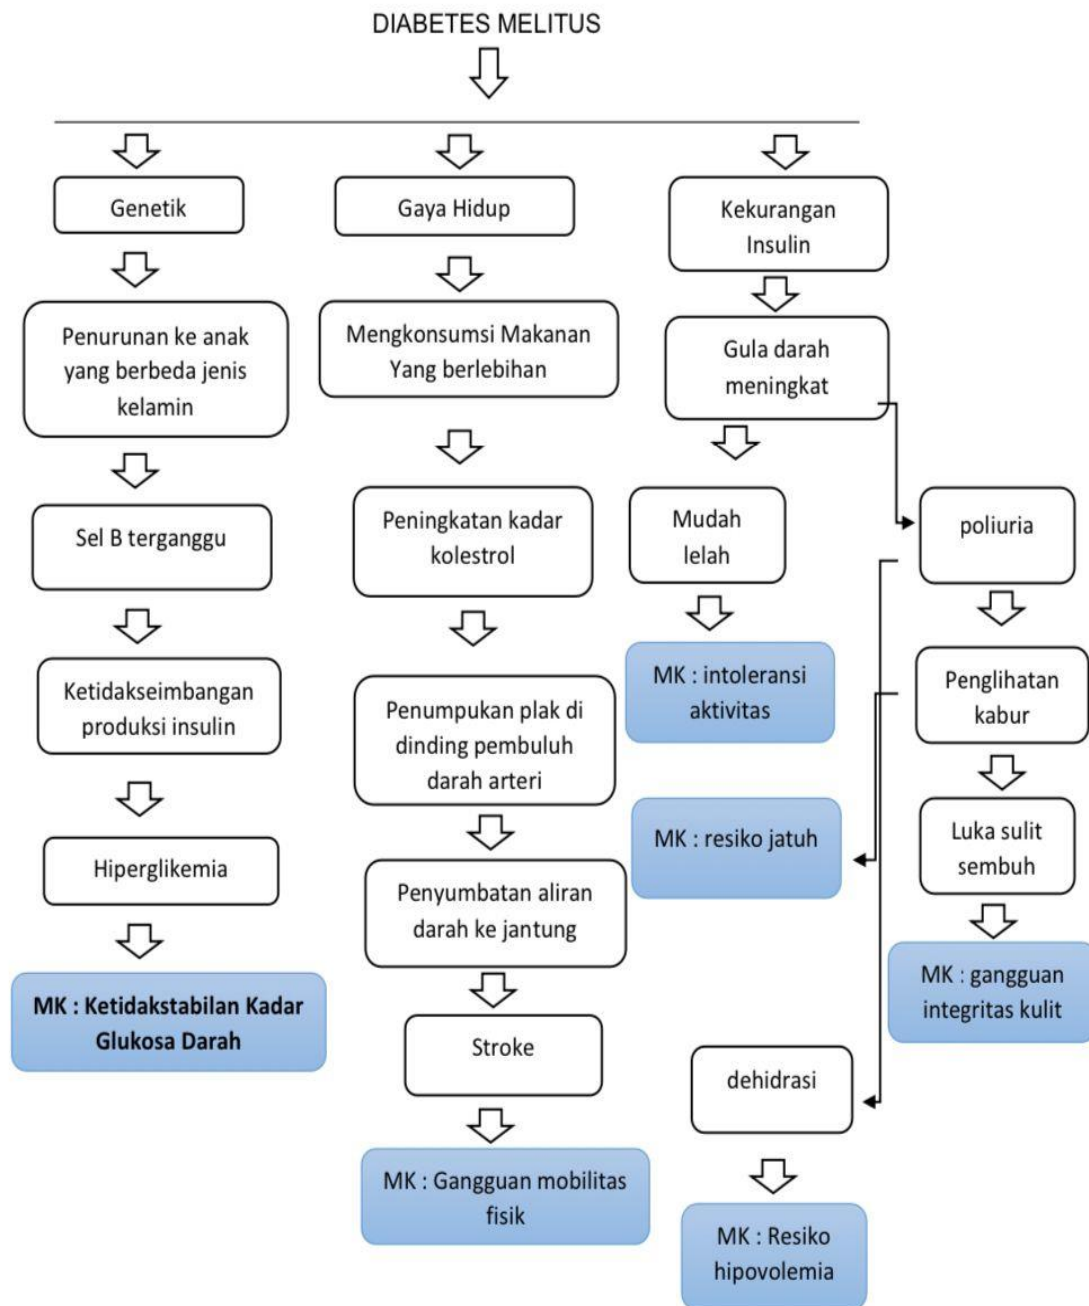 DIABETES MELITUS
Genetik
Gaya Hidup
Kekurangan
Insulin
Penurunan ke anak
yang berbeda jenis
kelamin
Mengkonsumsi Makanan
Yang berlebihan
Gula darah
meningkat
Sel B terganggu
Peningkatan kadar
kolestrol
Mudah
lelah
poliuria
Ketidakseimbangan
produksi insulin
Penumpukan plak di
dinding pembuluh
darah arteri
MK : intoleransi
aktivitas
Penglihatan
kabur
Hiperglikemia
Penyumbatan aliran
darah ke jantung
MK : resiko jatuh
Luka sulit
sembuh
MK : Ketidakstabilan Kadar
Glukosa Darah
Stroke
MK : gangguan
integritas kulit
dehidrasi
MK : Gangguan mobilitas
fisik
MK : Resiko
hipovolemia